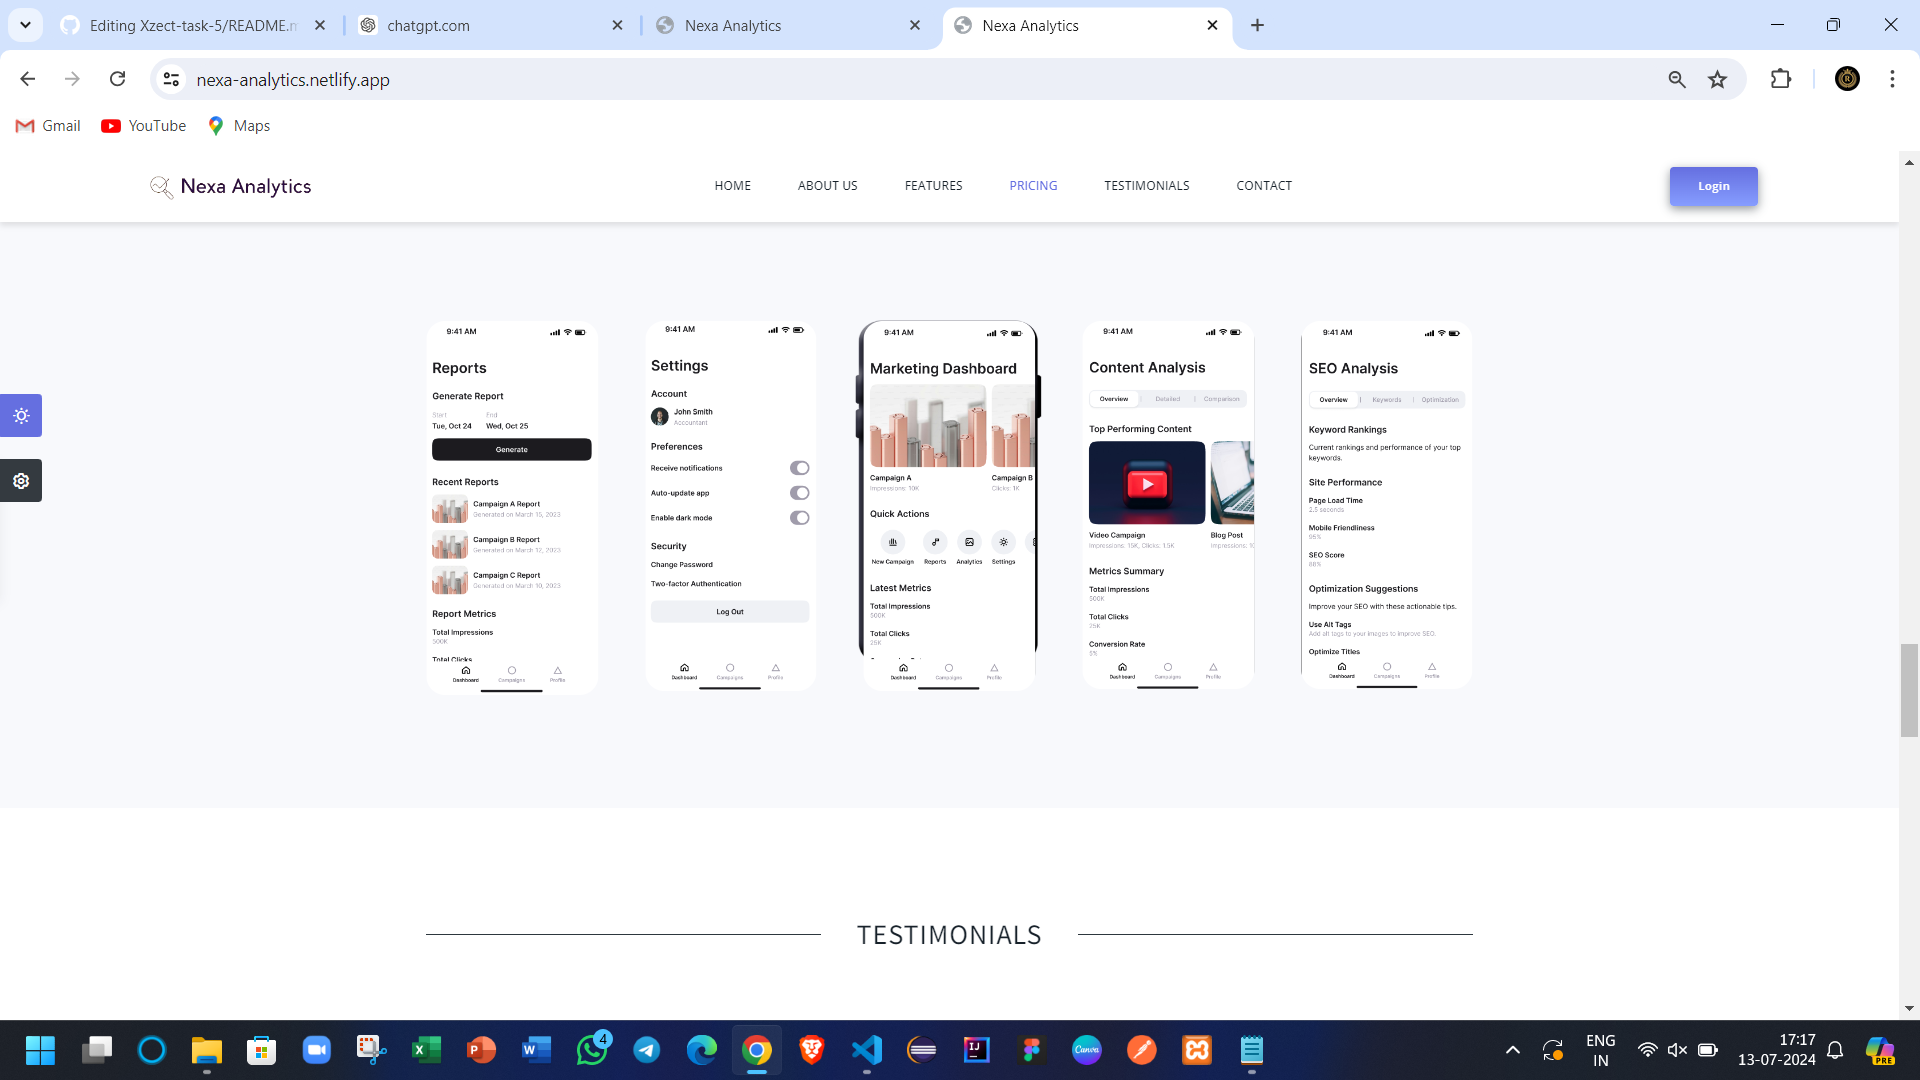 Editing Xzect-task-5/README.m
chatgpt.com
Nexa Analytics
Nexa Analytics
nexa-analytics.netlify.app
Gmail
YouTube
Maps
Nexa Analytics
HOME
ABOUT US
FEATURES
PRICING
TESTIMONIALS
CONTACT
Login
9:41 AM
Reports
Generate Report
Start
End
Tue, Oct 24
Wed, Oct 25
Generate
Recent Reports
Campaign A Report
Generated on March 15, 2023
Campaign B Report
Generated on March 12, 2023
Campaign C Report
Generated on March 10, 2023
Report Metrics
Total Impressions
500K
Total Clicks
Dashboard
Campaigns
Profile
9:41 AM
Settings
Account
John Smith
Accountant
Preferences
Receive notifications
Auto-update app
Enable dark mode
Security
Change Password
Two-factor Authentication
Log Out
Dashboard
Campaigns
Profile
9:41 AM
Marketing Dashboard
Campaign A
Impressions: 10K
Campaign B
Clicks: 1K
Quick Actions
New Campaign
Reports
Analytics
Settings
Latest Metrics
Total Impressions
500K
Total Clicks
25K
Dashboard
Campaigns
Profile
9:41 AM
Content Analysis
Overview
Detailed
Comparison
Top Performing Content
Video Campaign
Impressions: 15K, Clicks: 1.5K
Blog Post
Impressions: 10
Metrics Summary
Total Impressions
500K
Total Clicks
25K
Conversion Rate
5%
Dashboard
Campaigns
Profile
9:41 AM
SEO Analysis
Overview
Keywords
Optimization
Keyword Rankings
Current rankings and performance of your top
keywords.
Site Performance
Page Load Time
2.5 seconds
Mobile Friendliness
95%
SEO Score
88%
Optimization Suggestions
Improve your SEO with these actionable tips.
Use Alt Tags
Add alt tags to your images to improve SEO.
Optimize Titles
Dashboard
Campaigns
Profile
TESTIMONIALS
4
ENG
IN
17:17
13-07-2024
PRE